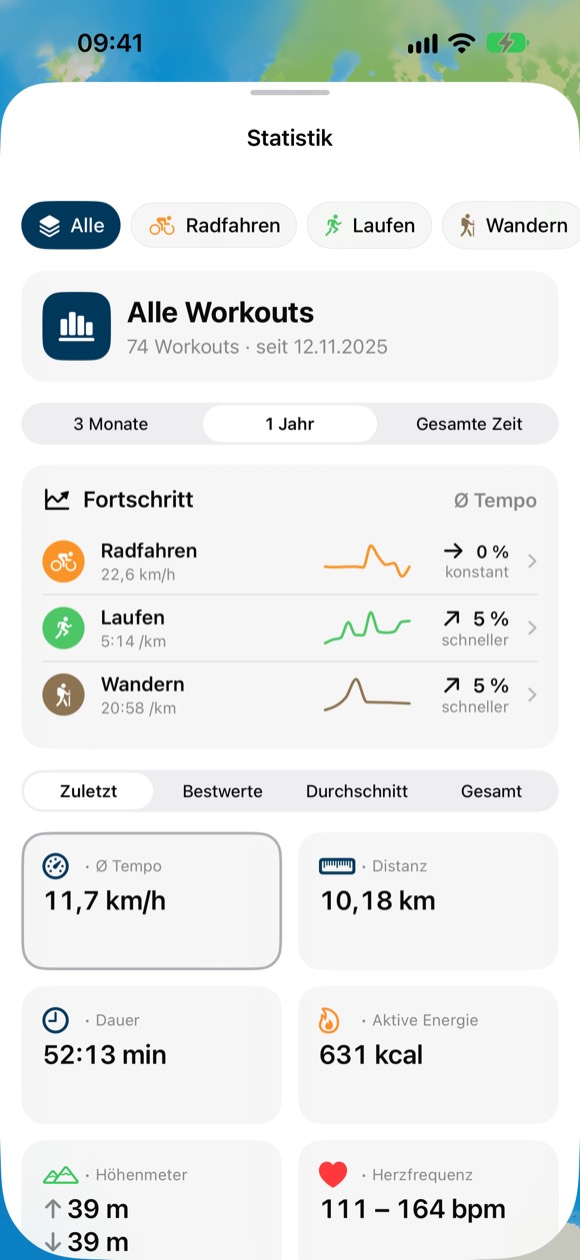 09:41
Statistik
Alle
Radfahren
Laufen
Wandern
Alle Workouts
74 Workouts · seit 12.11.2025
3 Monate
1 Jahr
Gesamte Zeit
Fortschritt
Ø Tempo
Radfahren
22,6 km/h
→ 0 %
konstant
Laufen
5:14 /km
↗ 5 %
schneller
Wandern
20:58 /km
↗ 5 %
schneller
Zuletzt
Bestwerte
Durchschnitt
Gesamt
· Ø Tempo
11,7 km/h
· Distanz
10,18 km
· Dauer
52:13 min
· Aktive Energie
631 kcal
· Höhenmeter
↑ 39 m
↓ 39 m
· Herzfrequenz
111 – 164 bpm